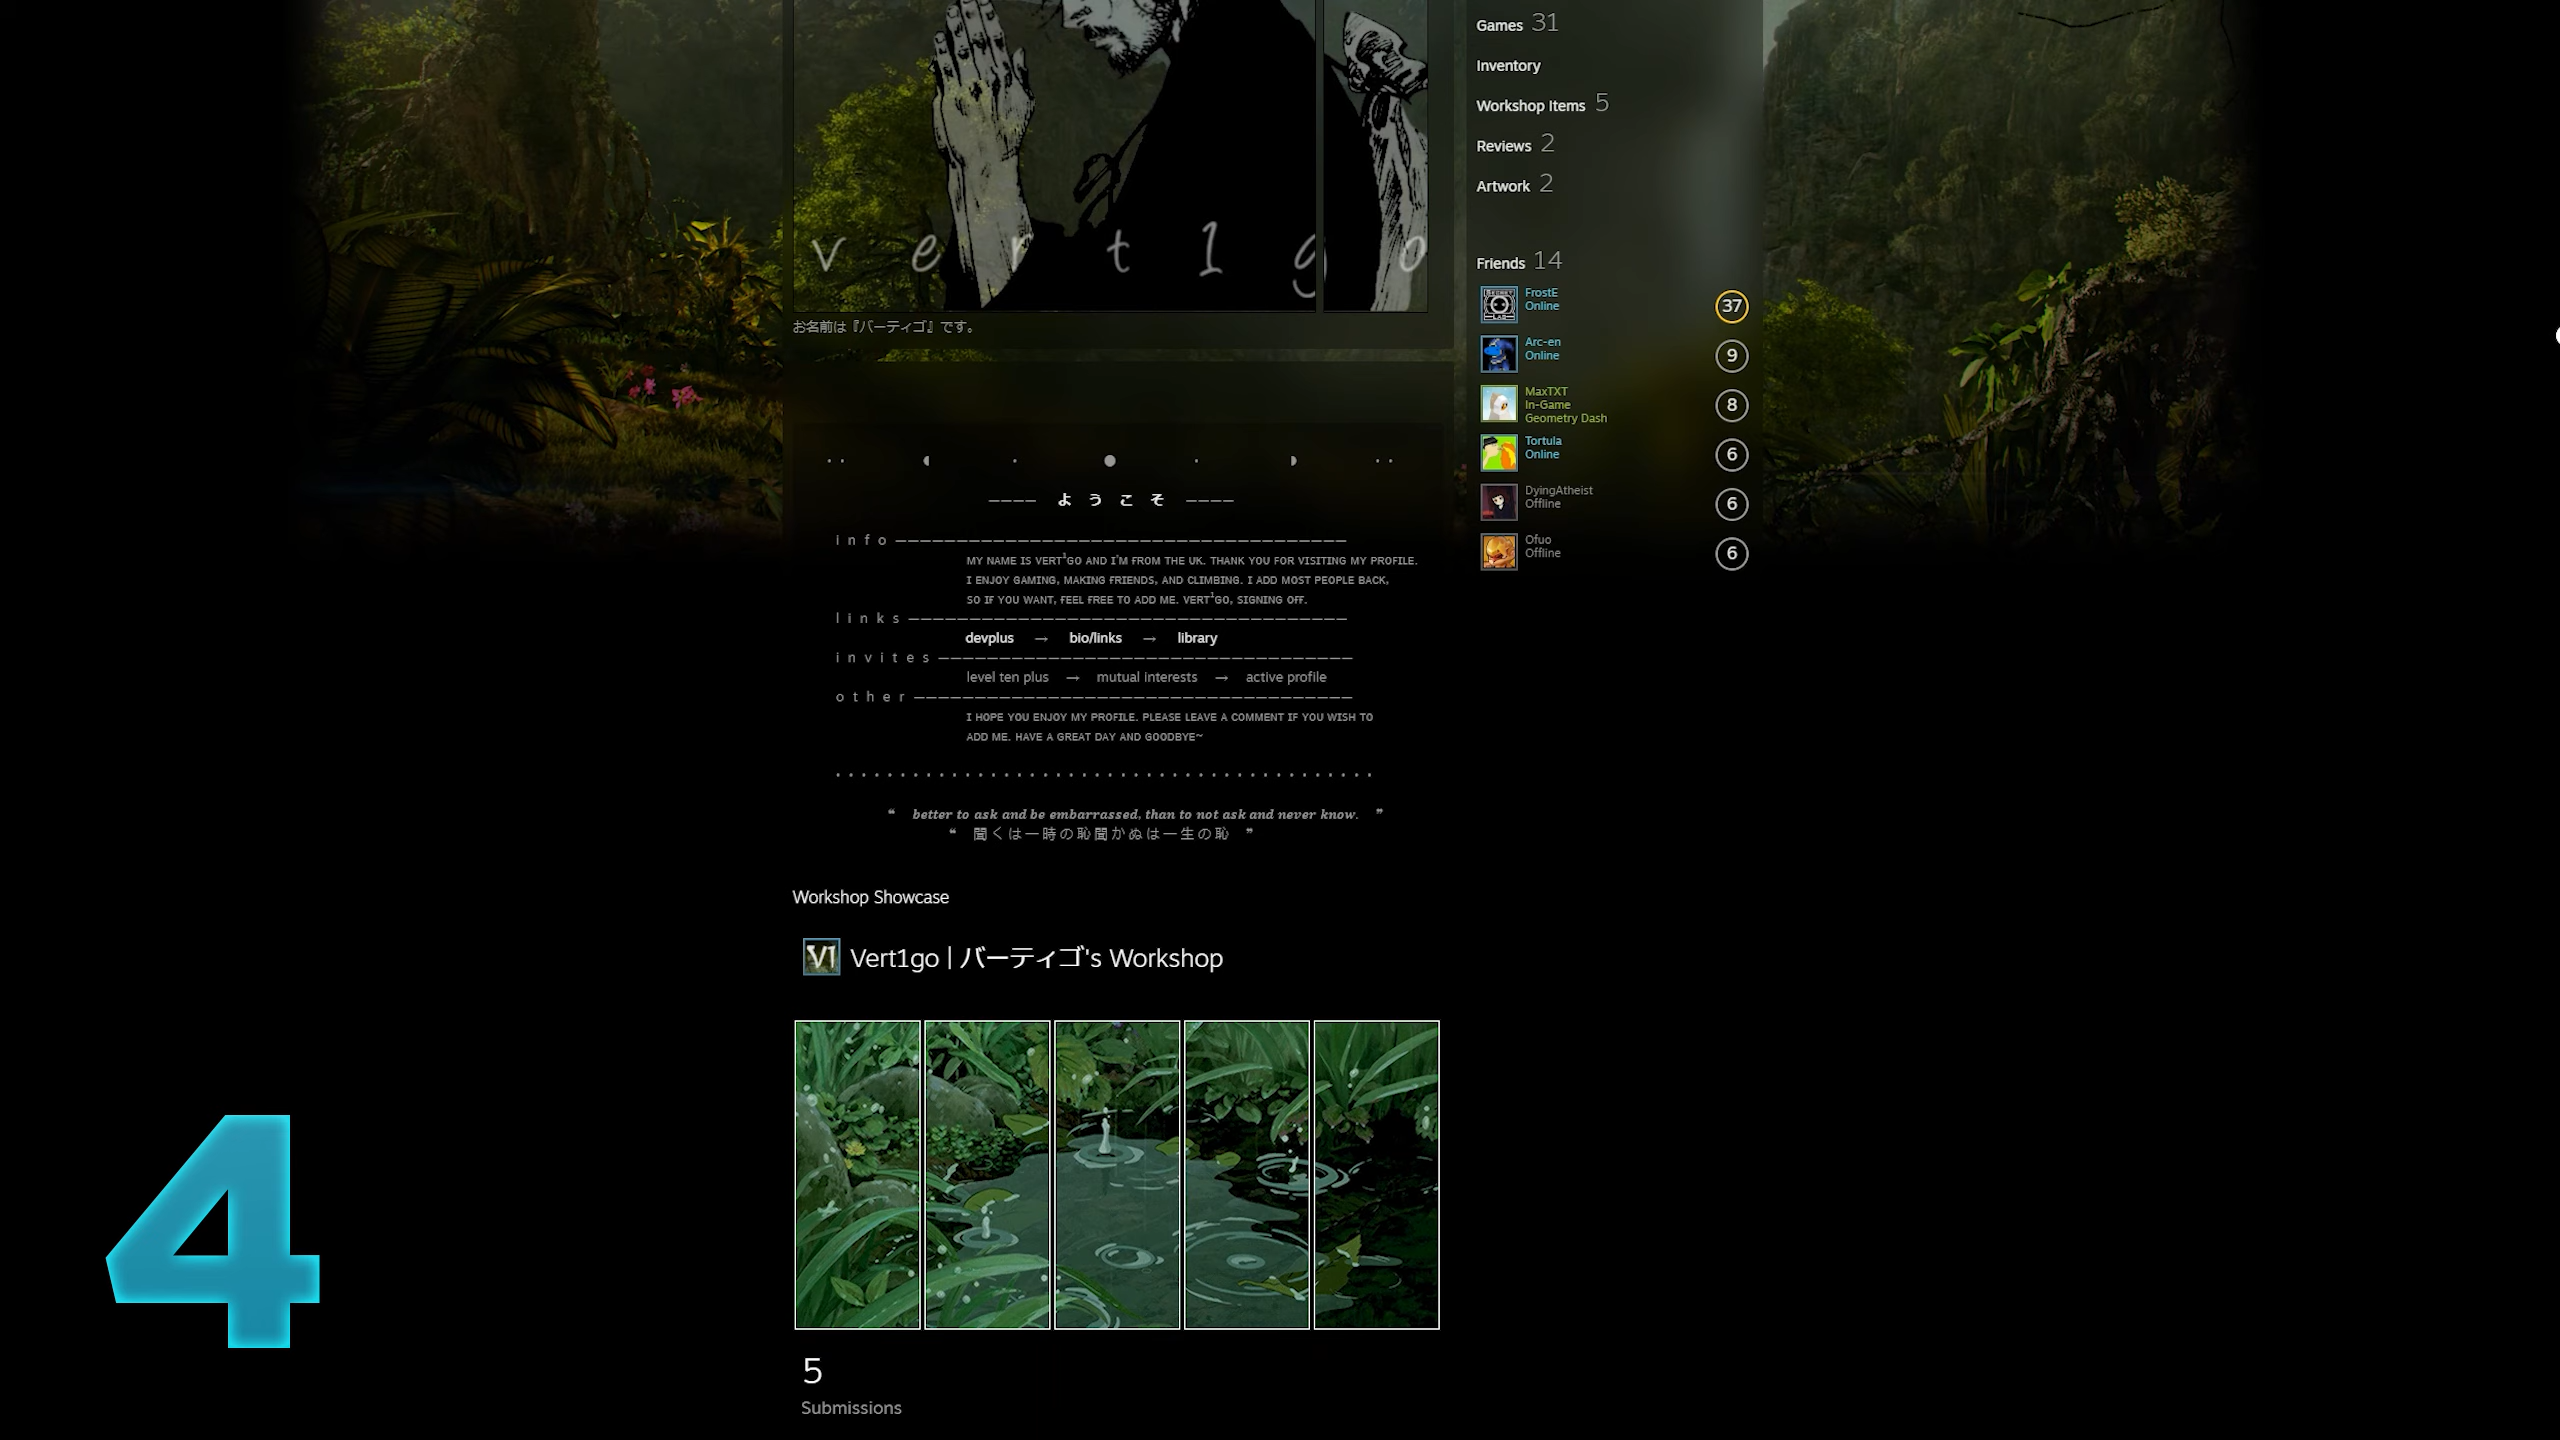 v e r t 1 g o
お名前は『バーティゴ』です。
---- ようこそ ----
info -------------------------------------
MY NAME IS VERT¹GO AND I'M FROM THE UK. THANK YOU FOR VISITING MY PROFILE.
I ENJOY GAMING, MAKING FRIENDS, AND CLIMBING. I ADD MOST PEOPLE BACK,
SO IF YOU WANT, FEEL FREE TO ADD ME. VERT¹GO, SIGNING OFF.
links ------------------------------------
devplus → bio/links → library
invites ----------------------------------
level ten plus → mutual interests → active profile
other ------------------------------------
I HOPE YOU ENJOY MY PROFILE. PLEASE LEAVE A COMMENT IF YOU WISH TO
ADD ME. HAVE A GREAT DAY AND GOODBYE~
❝ better to ask and be embarrassed, than to not ask and never know. ❞
❝ 聞くは一時の恥聞かぬは一生の恥 ❞
Workshop Showcase
V1
Vert1go | バーティゴ's Workshop
5
Submissions
Games 31
Inventory
Workshop Items 5
Reviews 2
Artwork 2
Friends 14
FrostE
Online
37
Arc-en
Online
9
MaxTXT
In-Game
Geometry Dash
8
Tortula
Online
6
DyingAtheist
Offline
6
Ofuo
Offline
6
4